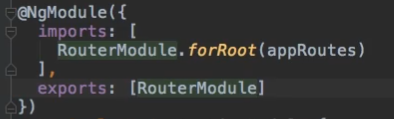 @NgModule({
  imports: [
    RouterModule.forRoot(appRoutes)
  ],
  exports: [RouterModule]
})